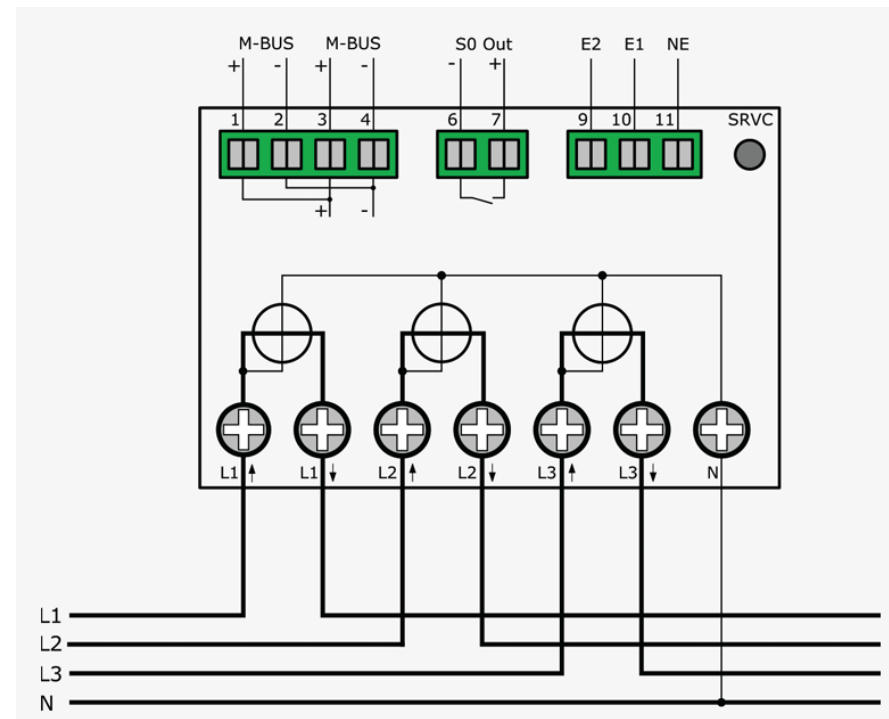 M-BUS M-BUS S0 Out E2 E1 NE
+ - + - - +
1 2 3 4 6 7 9 10 11 SRVC
+ -
L1 L1 L2 L2 L3 L3 N
L1
L2
L3
N